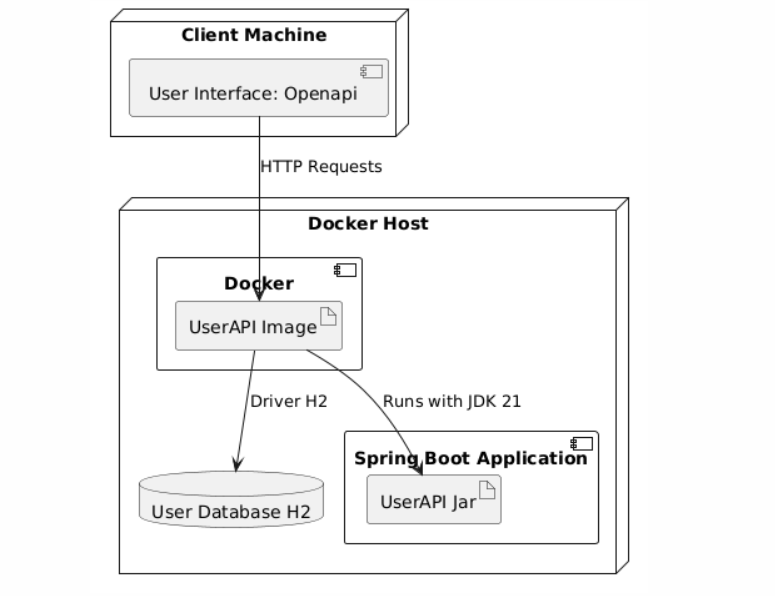 Client Machine
User Interface: Openapi
HTTP Requests
Docker Host
Docker
UserAPI Image
Driver H2
Runs with JDK 21
Spring Boot Application
UserAPI Jar
User Database H2